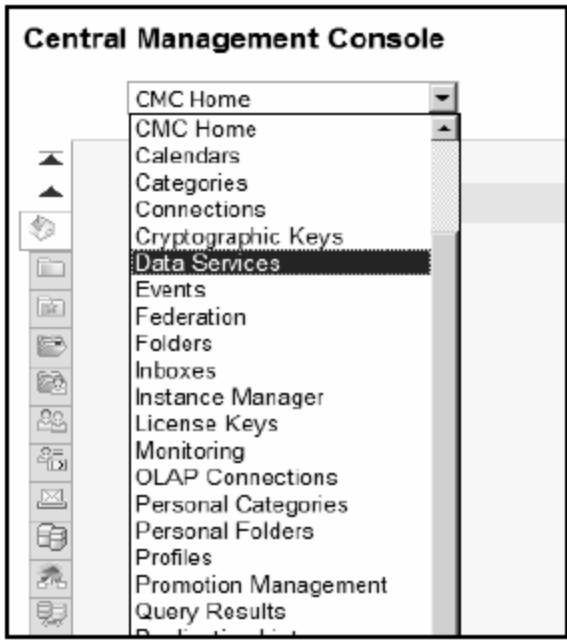 Central Management Console
CMC Home
CMC Home
Calendars
Categories
Connections
Cryptographic Keys
Data Services
Events
Federation
Folders
Inboxes
Instance Manager
License Keys
Monitoring
OLAP Connections
Personal Categories
Personal Folders
Profiles
Promotion Management
Query Results